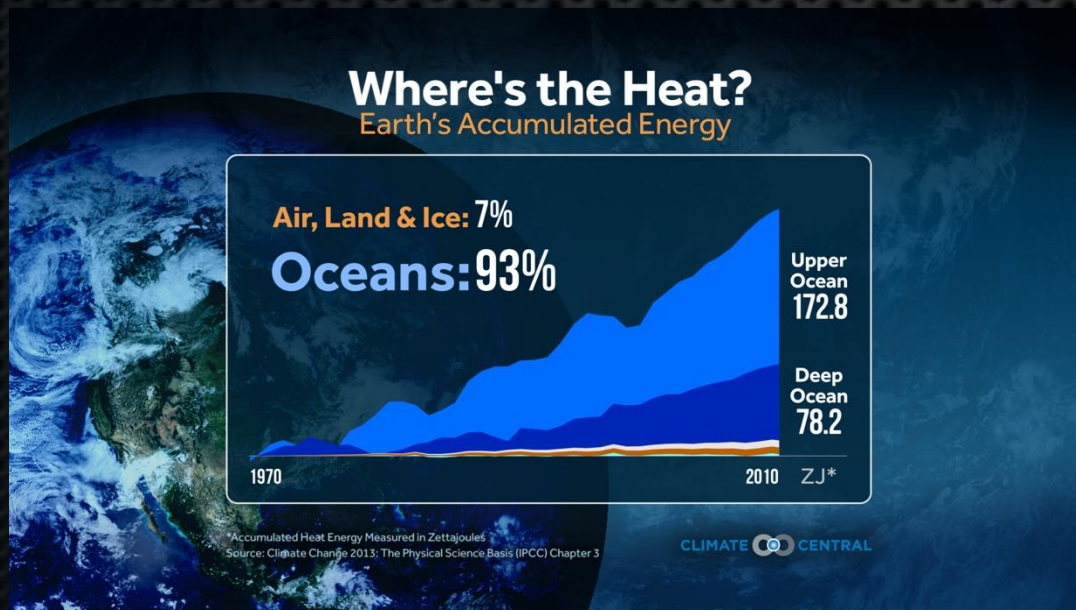 Where's the Heat?
Earth's Accumulated Energy
Air, Land & Ice: 7%
Oceans: 93%
Upper
Ocean
172.8
Deep
Ocean
78.2
1970
2010
ZJ*
*Accumulated Heat Energy Measured in Zettajoules
Source: Climate Change 2013: The Physical Science Basis (IPCC) Chapter 3
CLIMATE CENTRAL